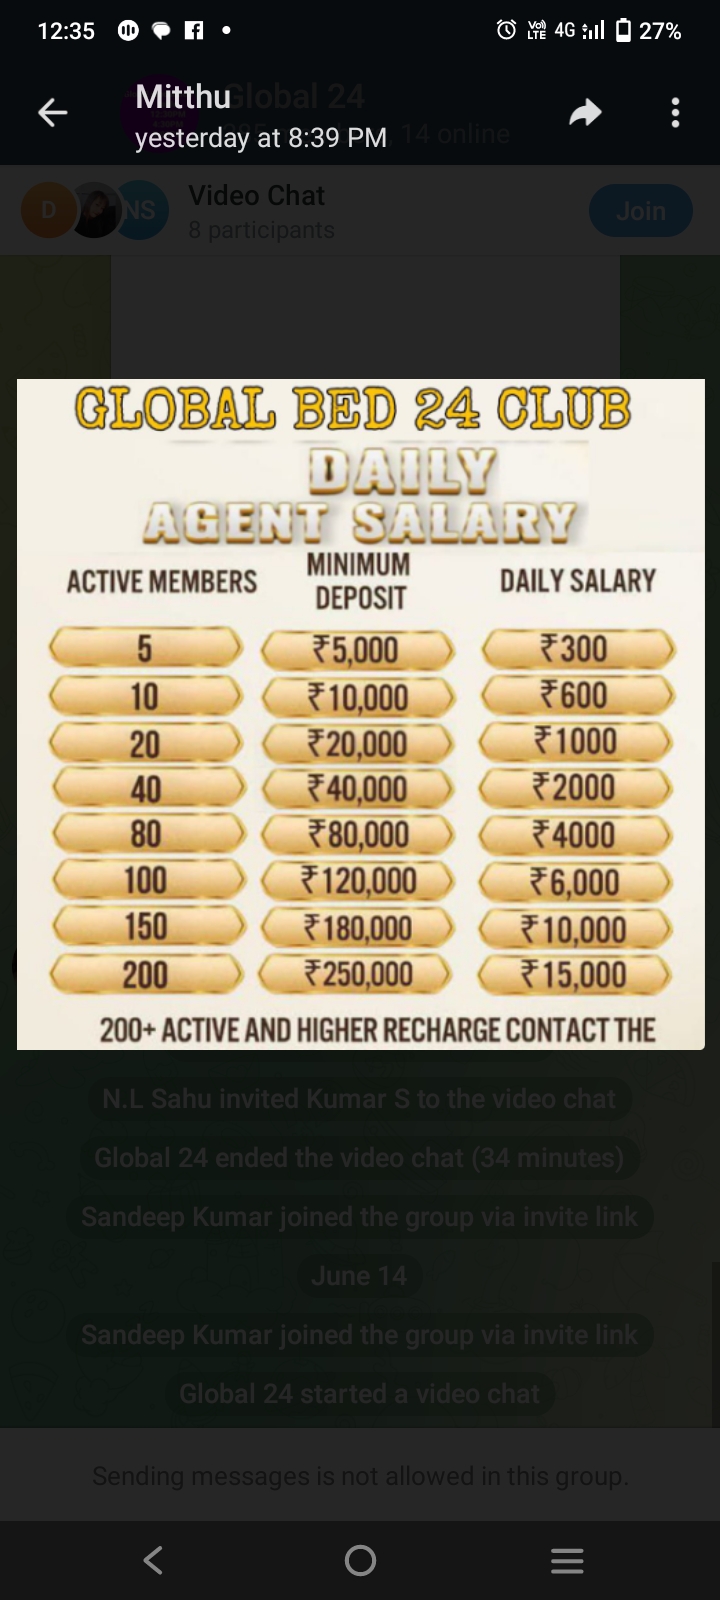 12:35
Vo)) LTE 4G 27%
Mitthu
Global 24
yesterday at 8:39 PM
14 online
D
NS
Video Chat
Join
8 participants
GLOBAL BED 24 CLUB
DAILY
AGENT SALARY
ACTIVE MEMBERS MINIMUM DEPOSIT DAILY SALARY
5 ₹5,000 ₹300
10 ₹10,000 ₹600
20 ₹20,000 ₹1000
40 ₹40,000 ₹2000
80 ₹80,000 ₹4000
100 ₹120,000 ₹6,000
150 ₹180,000 ₹10,000
200 ₹250,000 ₹15,000
200+ ACTIVE AND HIGHER RECHARGE CONTACT THE
N.L Sahu invited Kumar S to the video chat
Global 24 ended the video chat (34 minutes)
Sandeep Kumar joined the group via invite link
June 14
Sandeep Kumar joined the group via invite link
Global 24 started a video chat
Sending messages is not allowed in this group.